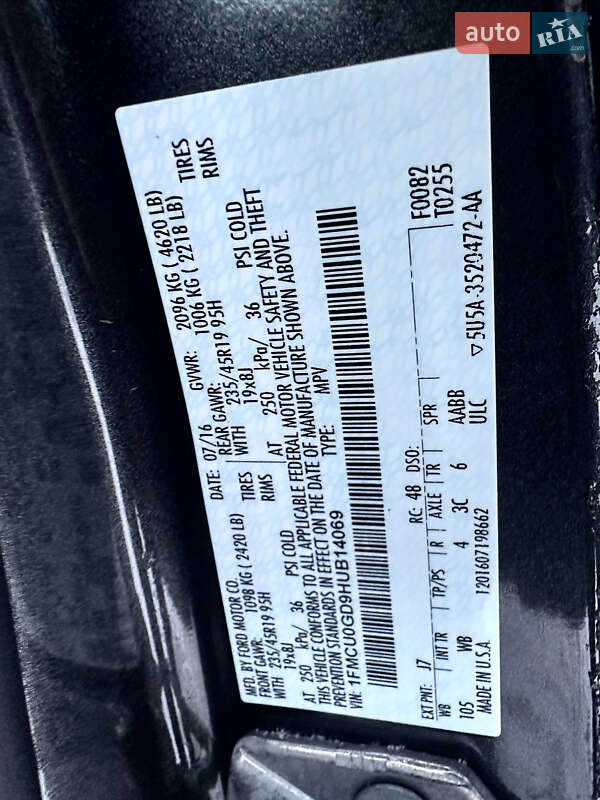 auto RIA.com
MFD. BY FORD MOTOR CO. DATE: 07/16 GVWR: 2096 KG ( 4620 LB)
FRONT GAWR: 1098 KG ( 2420 LB) REAR GAWR: 1006 KG ( 2218 LB)
WITH 235/45R19 95H TIRES WITH 235/45R19 95H TIRES
19x8J RIMS 19x8J RIMS
AT 250 kPa/ 36 PSI COLD AT 250 kPa/ 36 PSI COLD
THIS VEHICLE CONFORMS TO ALL APPLICABLE FEDERAL MOTOR VEHICLE SAFETY AND THEFT
PREVENTION STANDARDS IN EFFECT ON THE DATE OF MANUFACTURE SHOWN ABOVE.
VIN: 1FMCU0GD9HUB14069 TYPE: MPV
F0082
T0255
EXT PNT: J7 RC: 48 DSO:
WB INT TR TP/PS R AXLE TR SPR
105 WB 4 3C 6 AABB
MADE IN U.S.A. 1201607198662 ULC
▽5U5A-3520472-AA